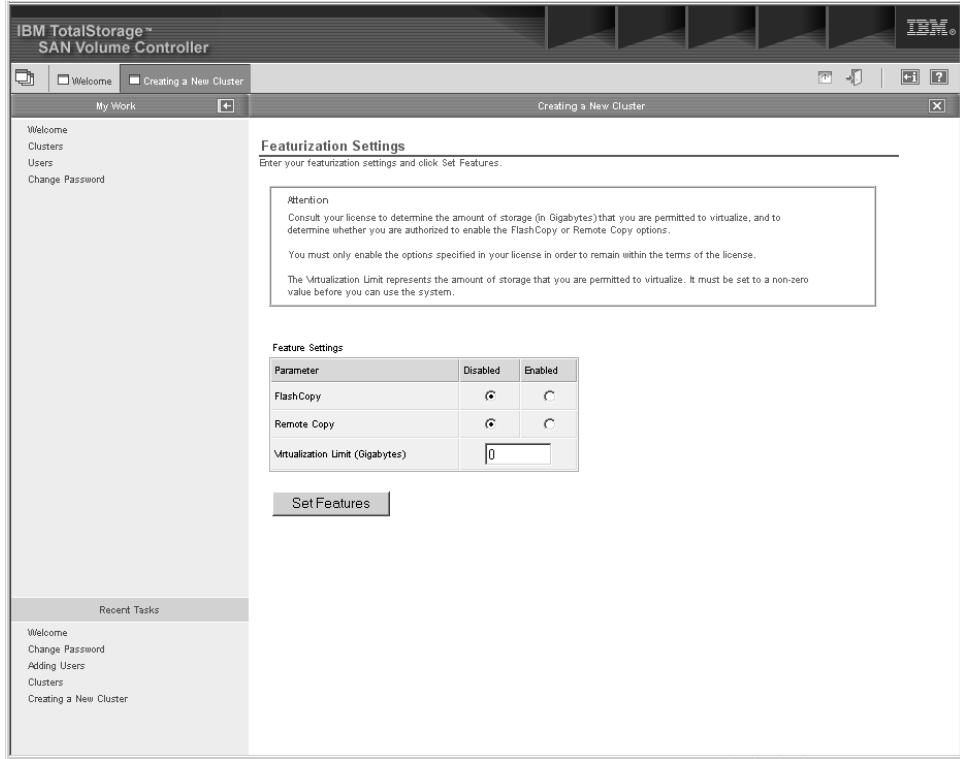 IBM TotalStorage™
SAN Volume Controller
IBM®
Welcome
Creating a New Cluster
?
My Work
Creating a New Cluster
Welcome
Clusters
Users
Change Password
Featurization Settings
Enter your featurization settings and click Set Features.
Attention
Consult your license to determine the amount of storage (in Gigabytes) that you are permitted to virtualize, and to
determine whether you are authorized to enable the FlashCopy or Remote Copy options.
You must only enable the options specified in your license in order to remain within the terms of the license.
The Virtualization Limit represents the amount of storage that you are permitted to virtualize. It must be set to a non-zero
value before you can use the system.
Feature Settings
Parameter Disabled Enabled
FlashCopy
Remote Copy
Virtualization Limit (Gigabytes) 0
Set Features
Recent Tasks
Welcome
Change Password
Adding Users
Clusters
Creating a New Cluster